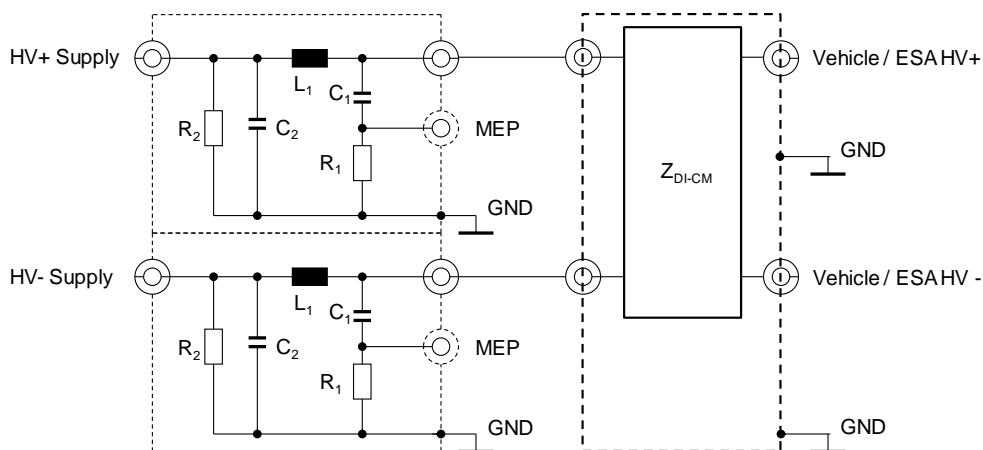 HV+ Supply
L₁
C₁
R₂
C₂
MEP
R₁
GND
Z_DI-CM
Vehicle / ESA HV+
GND
HV- Supply
L₁
C₁
R₂
C₂
MEP
R₁
GND
Vehicle / ESA HV -
GND